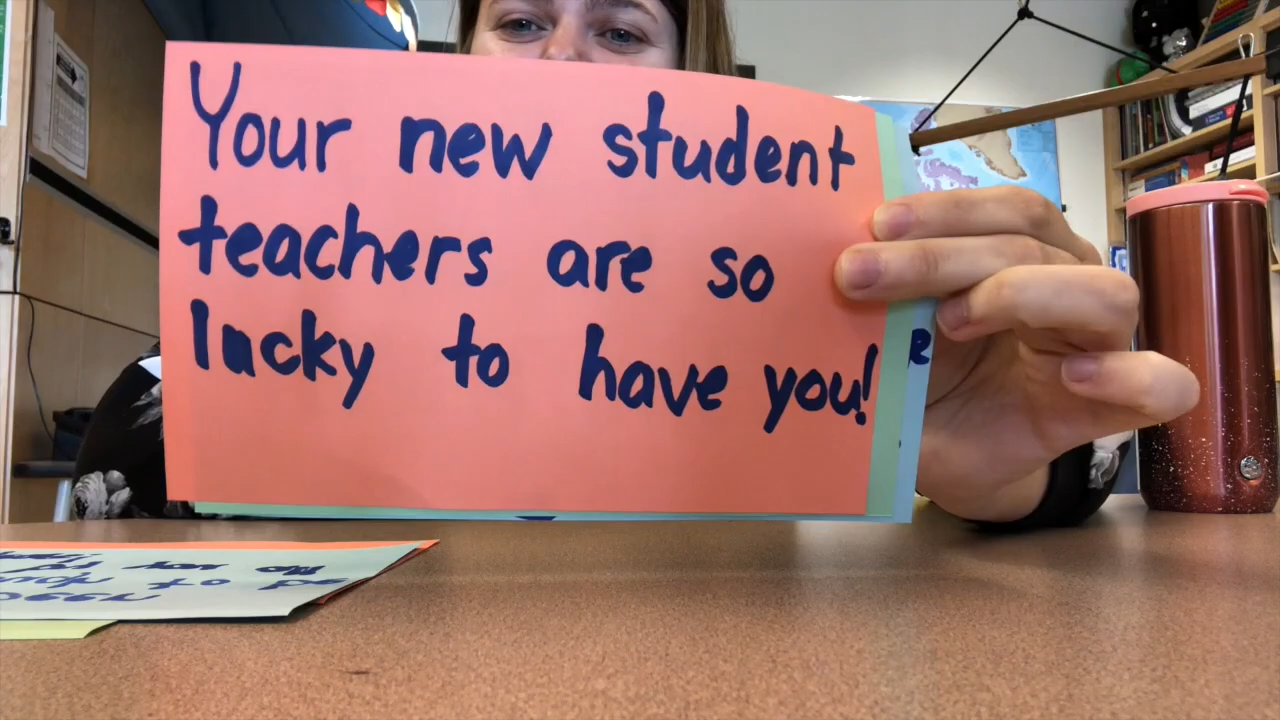 Your new student
teachers are so
lucky to have you!
e